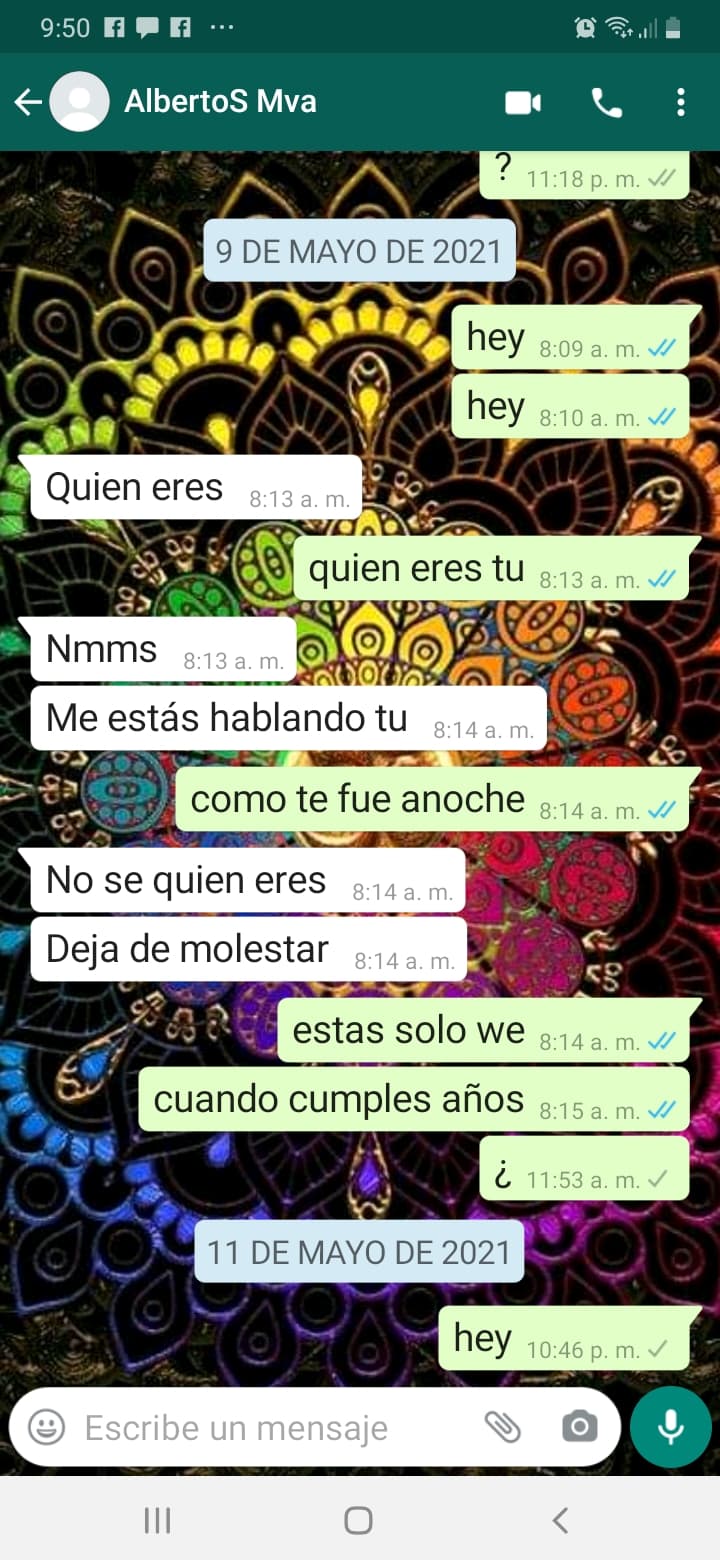 9:50
AlbertoS Mva
? 11:18 p. m.
9 DE MAYO DE 2021
hey 8:09 a. m.
hey 8:10 a. m.
Quien eres 8:13 a. m.
quien eres tu 8:13 a. m.
Nmms 8:13 a. m.
Me estás hablando tu 8:14 a. m.
como te fue anoche 8:14 a. m.
No se quien eres 8:14 a. m.
Deja de molestar 8:14 a. m.
estas solo we 8:14 a. m.
cuando cumples años 8:15 a. m.
¿ 11:53 a. m.
11 DE MAYO DE 2021
hey 10:46 p. m.
Escribe un mensaje